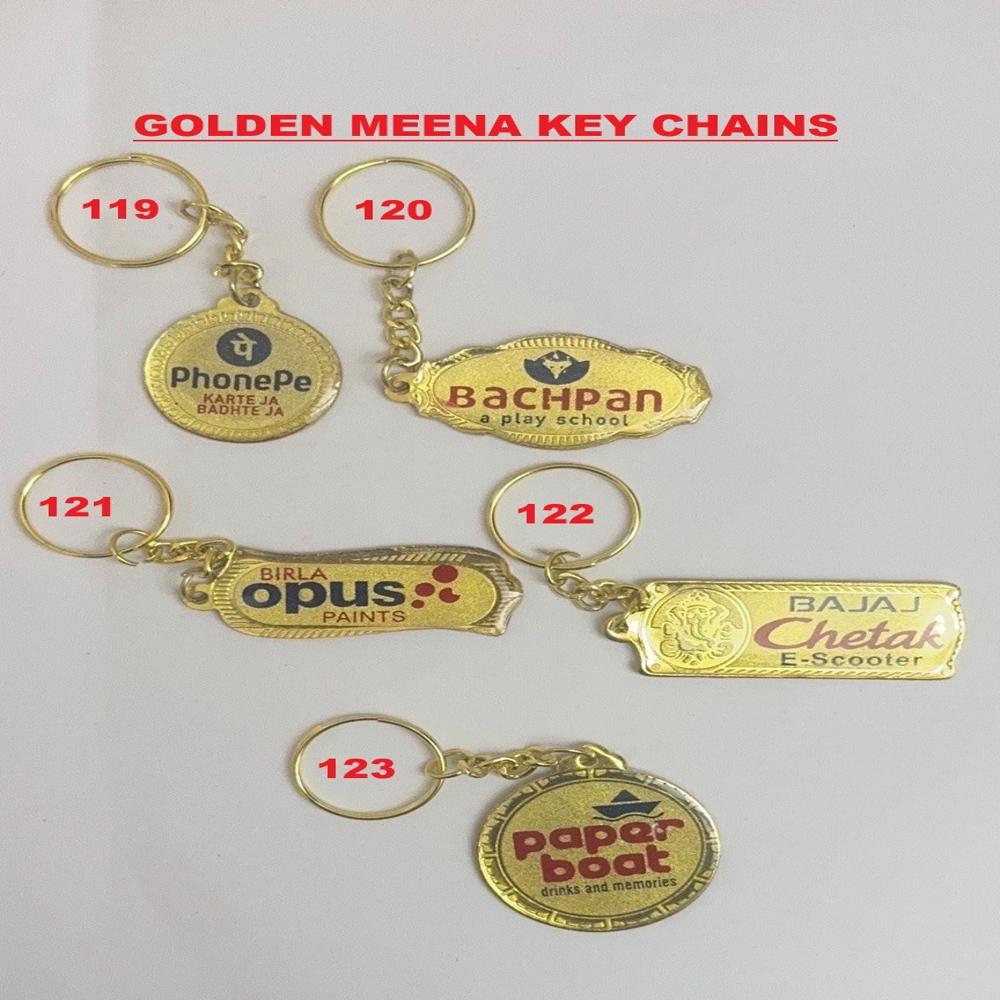 GOLDEN MEENA KEY CHAINS
119
120
पे
PhonePe
KARTE JA
BADHTE JA
BACHPan
a play school
121
122
BIRLA
opus
PAINTS
BAJAJ
Chetak
E-Scooter
123
paper
boat
drinks and memories